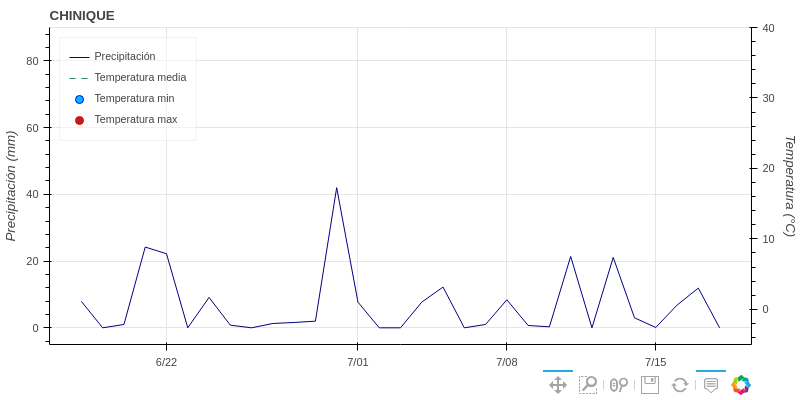 CHINIQUE
Precipitación
Temperatura media
Temperatura min
Temperatura max
Precipitación (mm)
80
60
40
20
0
40
30
20
10
0
Temperatura (°C)
6/22
7/01
7/08
7/15